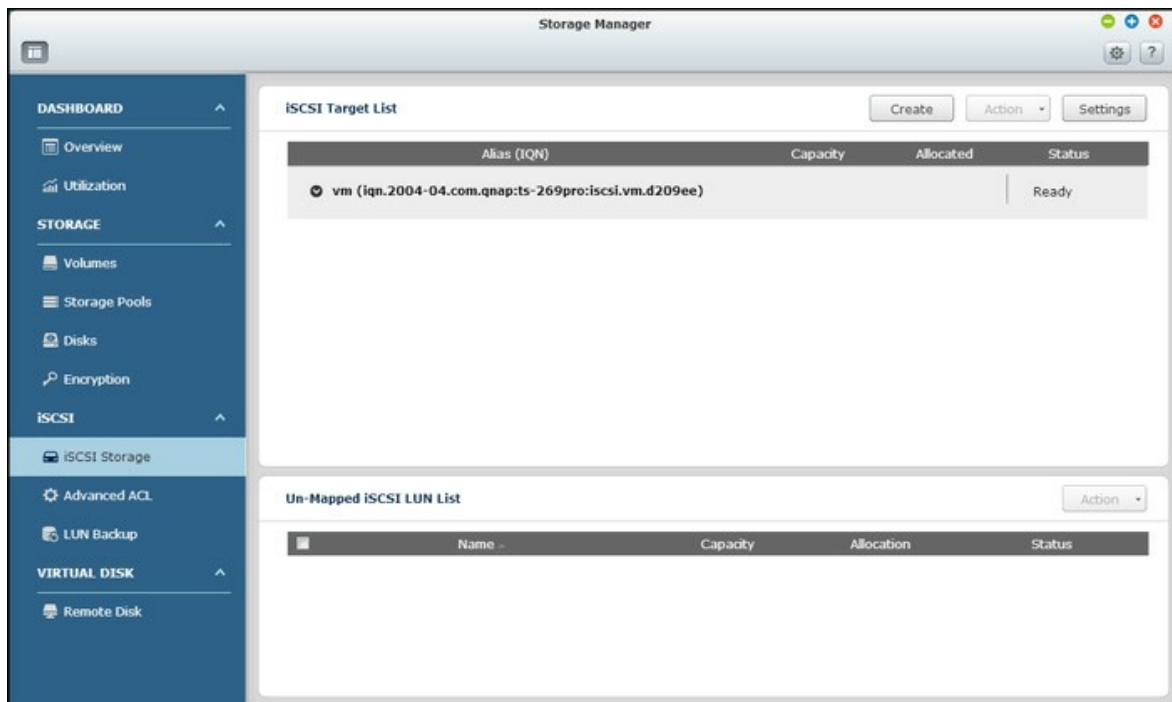 Storage Manager
?
DASHBOARD
Overview
Utilization
STORAGE
Volumes
Storage Pools
Disks
Encryption
iSCSI
iSCSI Storage
Advanced ACL
LUN Backup
VIRTUAL DISK
Remote Disk
iSCSI Target List
Create Action Settings
Alias (IQN) Capacity Allocated Status
vm (iqn.2004-04.com.qnap:ts-269pro:iscsi.vm.d209ee) Ready
Un-Mapped iSCSI LUN List
Action
Name Capacity Allocation Status